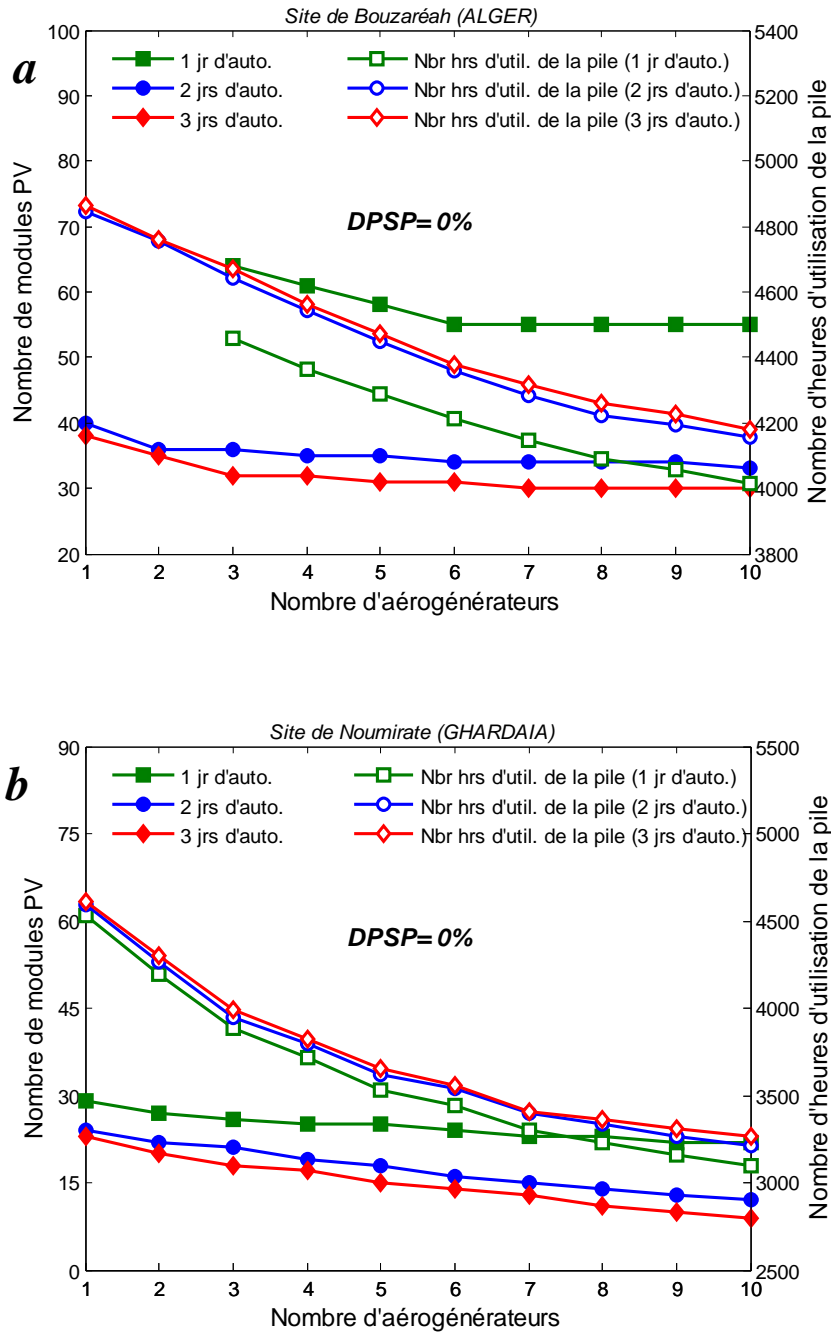 Site de Bouzaréah (ALGER)
a
1 jr d'auto.
2 jrs d'auto.
3 jrs d'auto.
Nbr hrs d'util. de la pile (1 jr d'auto.)
Nbr hrs d'util. de la pile (2 jrs d'auto.)
Nbr hrs d'util. de la pile (3 jrs d'auto.)
DPSP= 0%
Nombre de modules PV
100
90
80
70
60
50
40
30
20
Nombre d'heures d'utilisation de la pile
5400
5200
5000
4800
4600
4400
4200
4000
3800
1 2 3 4 5 6 7 8 9 10
Nombre d'aérogénérateurs
Site de Noumirate (GHARDAIA)
b
1 jr d'auto.
2 jrs d'auto.
3 jrs d'auto.
Nbr hrs d'util. de la pile (1 jr d'auto.)
Nbr hrs d'util. de la pile (2 jrs d'auto.)
Nbr hrs d'util. de la pile (3 jrs d'auto.)
DPSP= 0%
Nombre de modules PV
90
75
60
45
30
15
0
Nombre d'heures d'utilisation de la pile
5500
5000
4500
4000
3500
3000
2500
1 2 3 4 5 6 7 8 9 10
Nombre d'aérogénérateurs